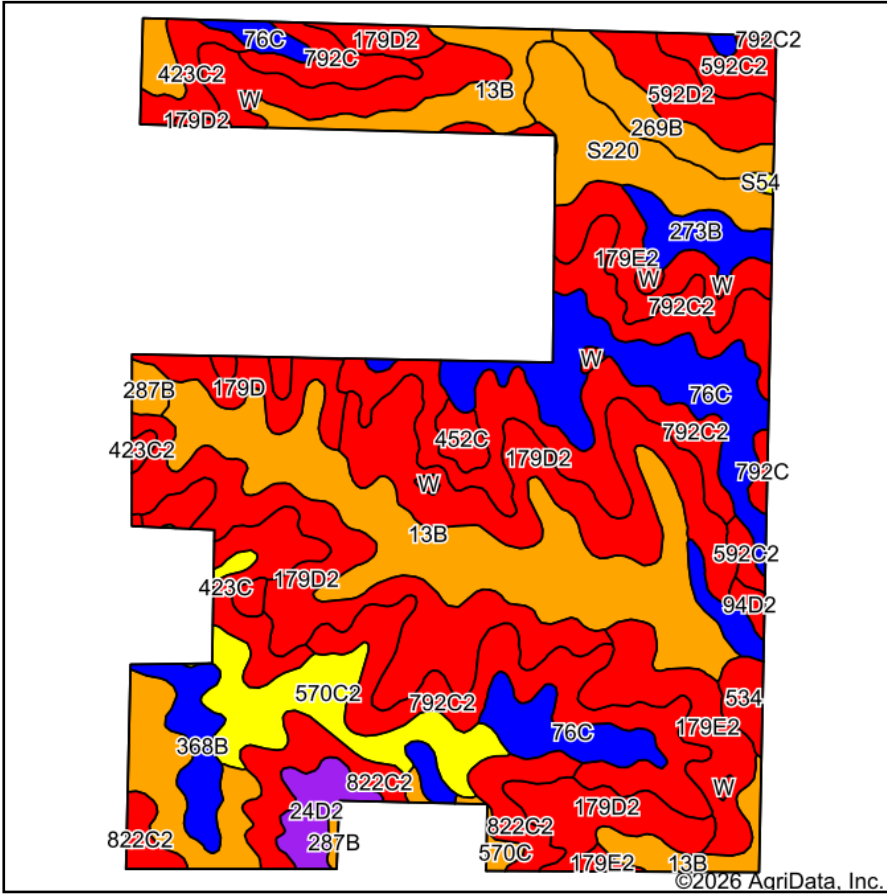 76C
179D2
792C2
792C
592C2
423C2
13B
592D2
W
179D2
269B
S220
S54
273B
179E2
W
W
792C2
W
287B
179D
76C
792C2
423C2
452C
179D2
792C
W
13B
592C2
179D2
423C
94D2
570C2
792C2
534
179E2
76C
368B
822C2
W
24D2
179D2
822C2
822C2
287B
570C
179E2
13B
©2026 AgriData, Inc.